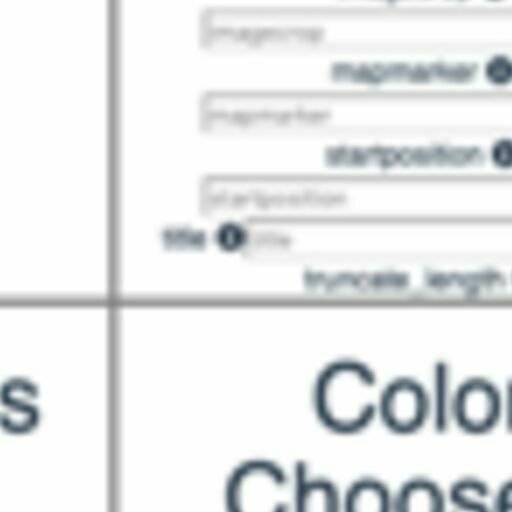 imagecrop
mapmarker
mapmarker
startposition
startposition
title title
truncate_length
s Color
Choose